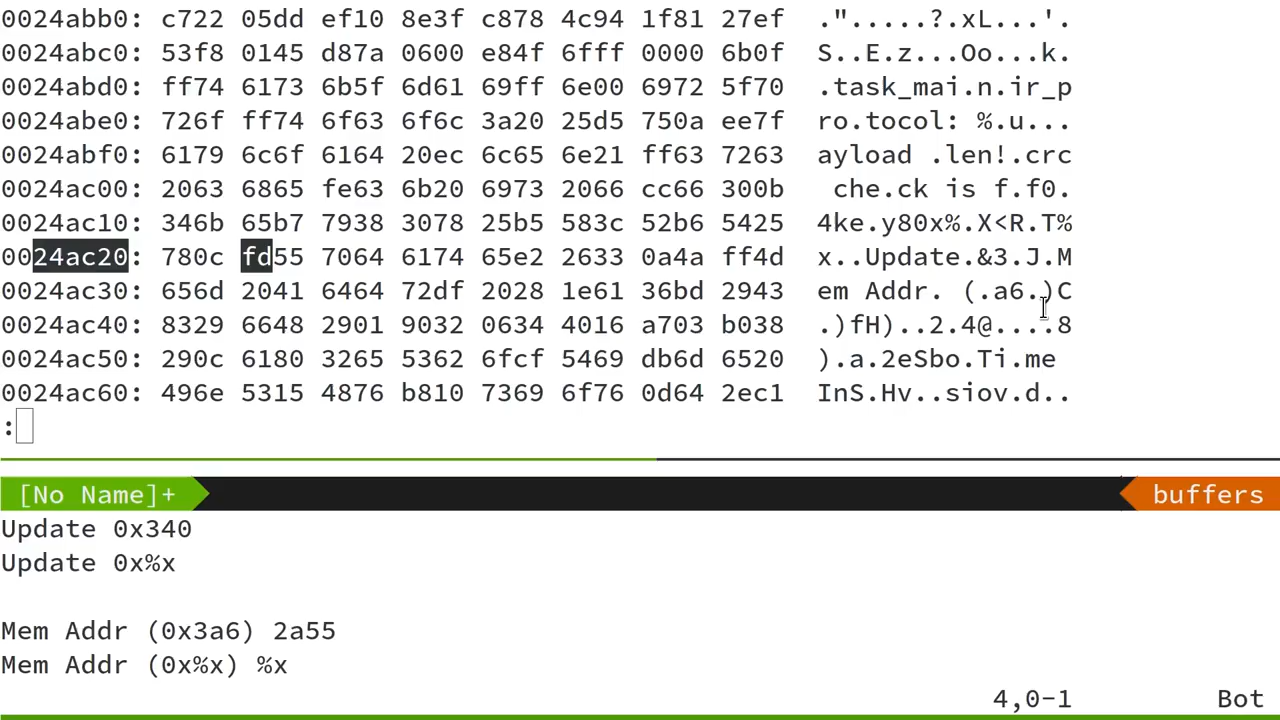 0024abb0: c722 05dd ef10 8e3f c878 4c94 1f81 27ef  .".....?.xL...'.
0024abc0: 53f8 0145 d87a 0600 e84f 6fff 0000 6b0f  S..E.z...Oo...k.
0024abd0: ff74 6173 6b5f 6d61 69ff 6e00 6972 5f70  .task_mai.n.ir_p
0024abe0: 726f ff74 6f63 6f6c 3a20 25d5 750a ee7f  ro.tocol: %.u...
0024abf0: 6179 6c6f 6164 20ec 6c65 6e21 ff63 7263  ayload .len!.crc
0024ac00: 2063 6865 fe63 6b20 6973 2066 cc66 300b   che.ck is f.f0.
0024ac10: 346b 65b7 7938 3078 25b5 583c 52b6 5425  4ke.y80x%.X<R.T%
0024ac20: 780c fd55 7064 6174 65e2 2633 0a4a ff4d  x..Update.&3.J.M
0024ac30: 656d 2041 6464 72df 2028 1e61 36bd 2943  em Addr. (.a6.)C
0024ac40: 8329 6648 2901 9032 0634 4016 a703 b038  .)fH)..2.4@....8
0024ac50: 290c 6180 3265 5362 6fcf 5469 db6d 6520  ).a.2eSbo.Ti.me
0024ac60: 496e 5315 4876 b810 7369 6f76 0d64 2ec1  InS.Hv..siov.d..
:
[No Name]+ buffers
Update 0x340
Update 0x%x
Mem Addr (0x3a6) 2a55
Mem Addr (0x%x) %x
4,0-1 Bot